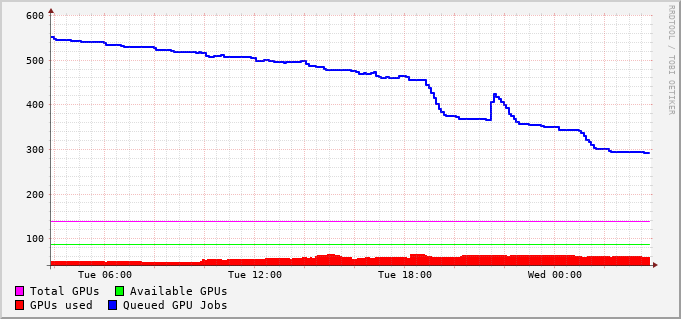 600
500
400
300
200
100
Tue 06:00 Tue 12:00 Tue 18:00 Wed 00:00
Total GPUs Available GPUs
GPUs used Queued GPU Jobs
RRDTOOL / TOBI OETIKER